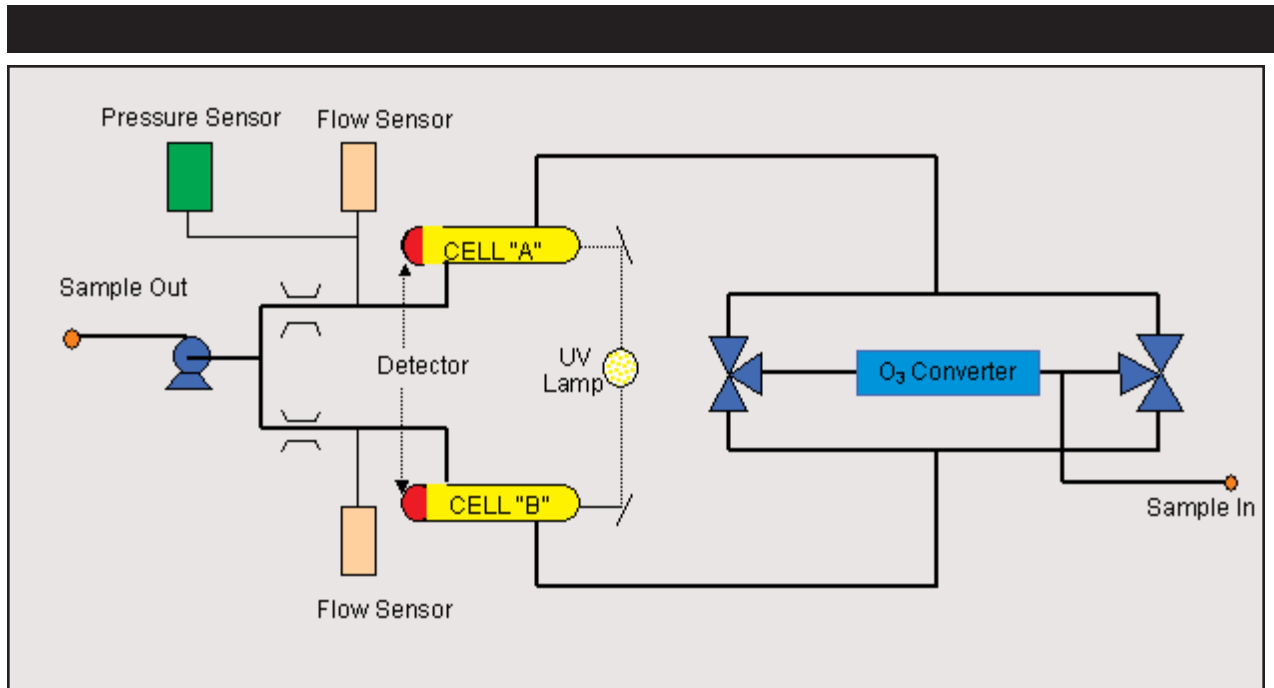 Pressure Sensor
Flow Sensor
CELL "A"
Sample Out
Detector
UV
Lamp
O₃ Converter
CELL "B"
Sample In
Flow Sensor